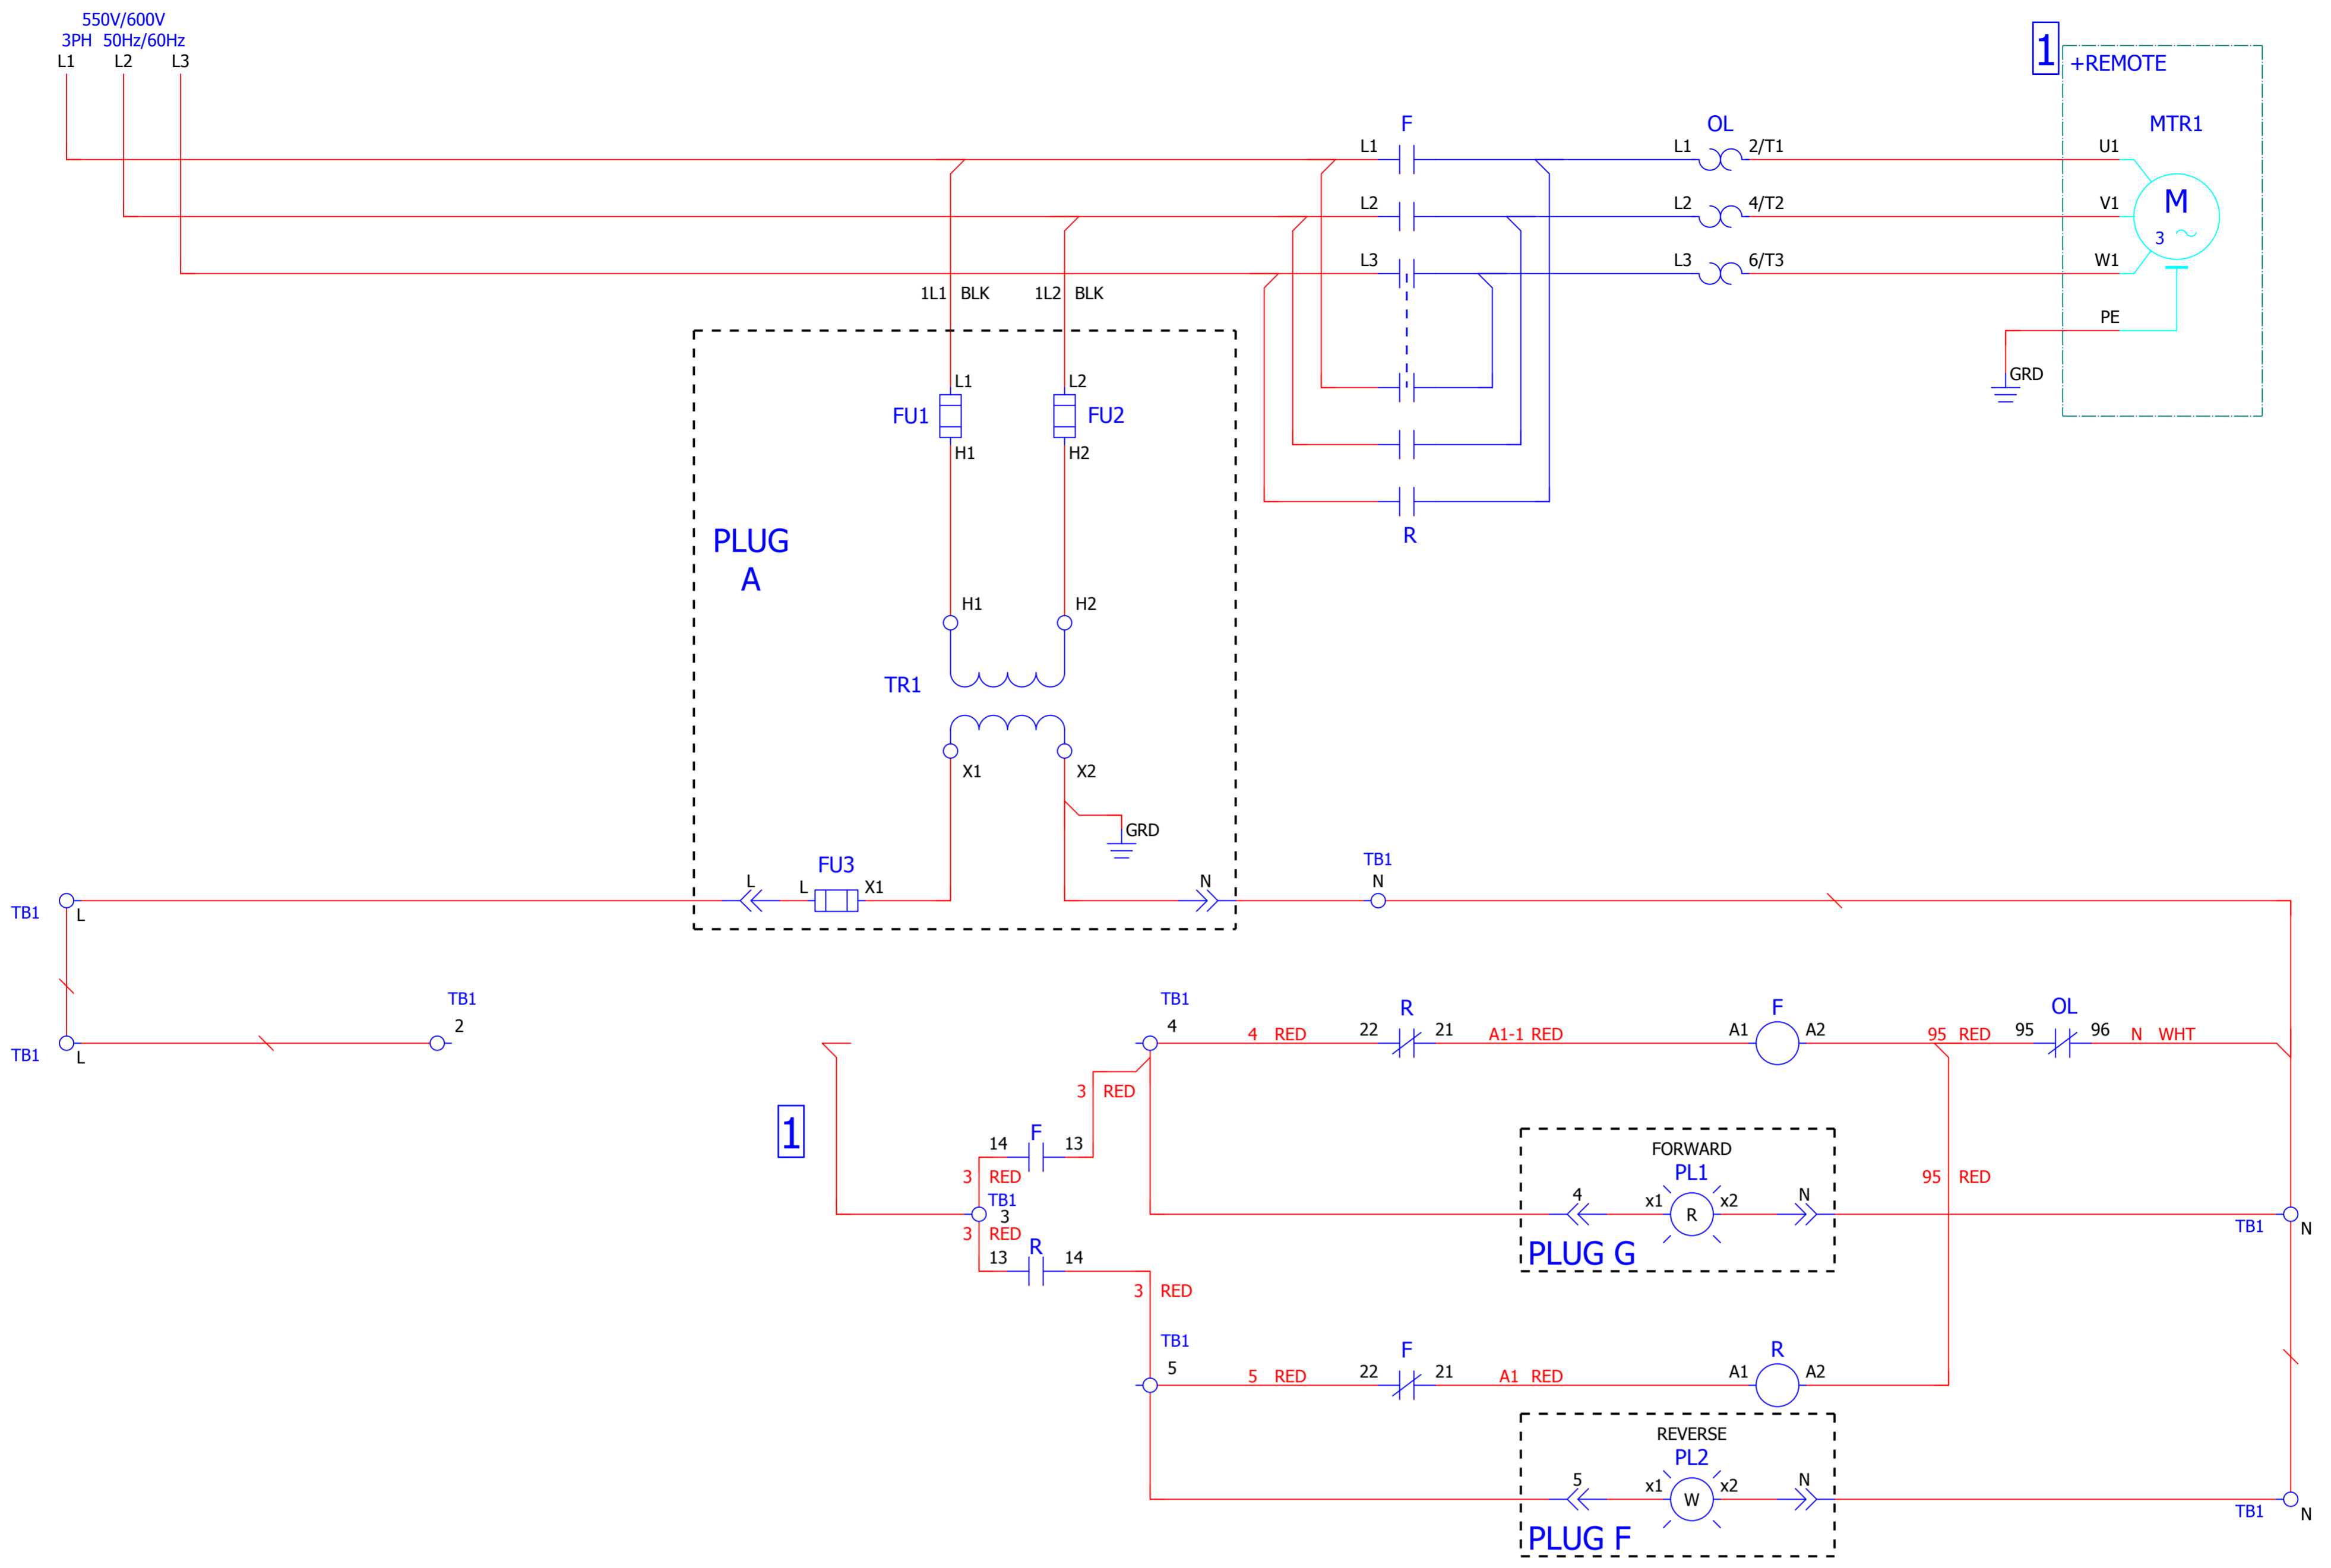 550V/600V
3PH 50Hz/60Hz
L1 L2 L3
1
+REMOTE
MTR1
F
OL
L1
L1 2/T1
U1
M
3
L2
L2 4/T2
V1
L3
L3 6/T3
W1
1L1 BLK
1L2 BLK
PE
GRD
L1
L2
FU1
FU2
H1
H2
R
PLUG
A
H1
H2
TR1
X1
X2
GRD
FU3
L
L
X1
N
TB1
N
TB1
L
TB1
L
TB1
2
TB1
4
4 RED
R
22 21
A1-1 RED
F
A1 A2
95 RED
OL
95 96
N WHT
3 RED
1
F
14 13
3 RED
TB1
3
3 RED
R
13 14
3 RED
FORWARD
PL1
4
x1 x2
R
N
PLUG G
95 RED
TB1
N
TB1
5
5 RED
F
22 21
A1 RED
R
A1 A2
REVERSE
PL2
5
x1 x2
W
N
PLUG F
TB1
N